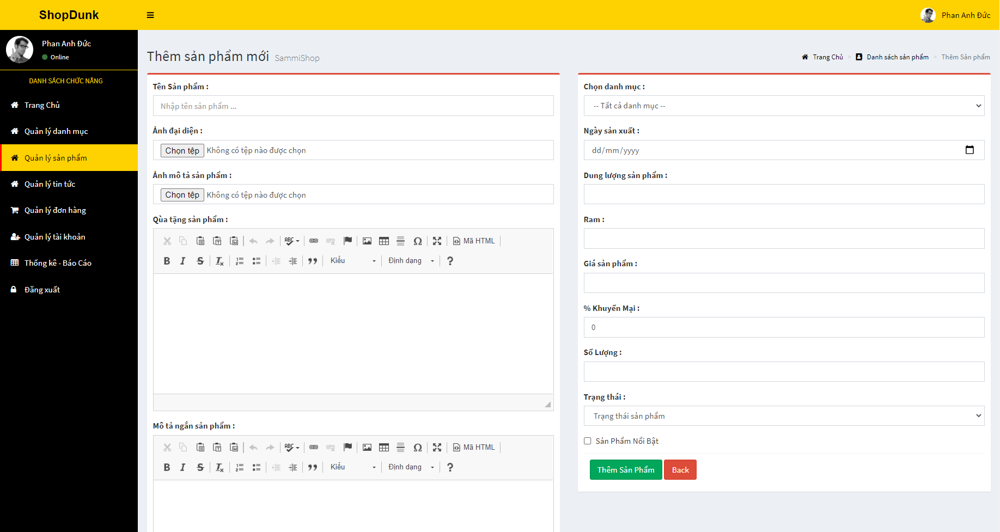 ShopDunk
Phan Anh Đức
Phan Anh Đức
Online
DANH SÁCH CHỨC NĂNG
Trang Chủ
Quản lý danh mục
Quản lý sản phẩm
Quản lý tin tức
Quản lý đơn hàng
Quản lý tài khoản
Thống kê - Báo Cáo
Đăng xuất
Thêm sản phẩm mới SammiShop
Trang Chủ > Danh sách sản phẩm > Thêm Sản phẩm
Tên Sản phẩm :
Nhập tên sản phẩm ...
Ảnh đại diện :
Chọn tệp Không có tệp nào được chọn
Ảnh mô tả sản phẩm :
Chọn tệp Không có tệp nào được chọn
Qùa tặng sản phẩm :
ABC Mã HTML
B I S Ix Kiểu Định dạng ?
Mô tả ngắn sản phẩm :
ABC Mã HTML
B I S Ix Kiểu Định dạng ?
Chọn danh mục :
-- Tất cả danh mục --
Ngày sản xuất :
dd/mm/yyyy
Dung lượng sản phẩm :
Ram :
Giá sản phẩm :
% Khuyến Mại :
0
Số Lượng :
Trạng thái :
Trạng thái sản phẩm
Sản Phẩm Nổi Bật
Thêm Sản Phẩm Back